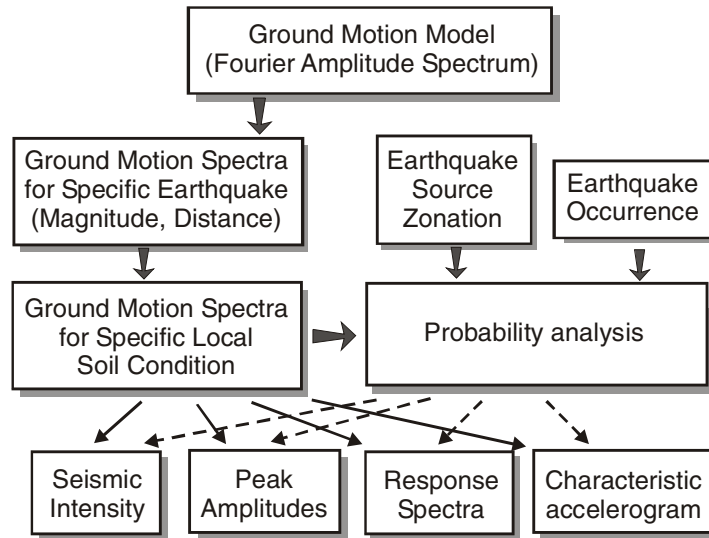 Ground Motion Model
(Fourier Amplitude Spectrum)
Ground Motion Spectra
for Specific Earthquake
(Magnitude, Distance)
Earthquake
Source
Zonation
Earthquake
Occurrence
Ground Motion Spectra
for Specific Local
Soil Condition
Probability analysis
Seismic
Intensity
Peak
Amplitudes
Response
Spectra
Characteristic
accelerogram